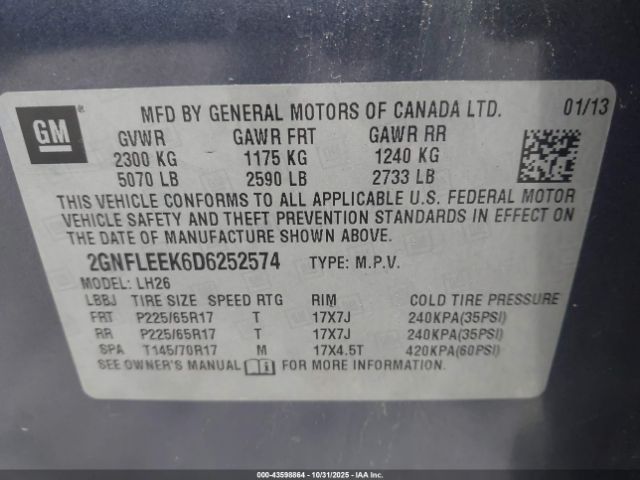 GM ® MFD BY GENERAL MOTORS OF CANADA LTD. 01/13
GVWR GAWR FRT GAWR RR
2300 KG 1175 KG 1240 KG
5070 LB 2590 LB 2733 LB
THIS VEHICLE CONFORMS TO ALL APPLICABLE U.S. FEDERAL MOTOR
VEHICLE SAFETY AND THEFT PREVENTION STANDARDS IN EFFECT ON
THE DATE OF MANUFACTURE SHOWN ABOVE.
2GNFLEEK6D6252574 TYPE: M.P.V.
MODEL: LH26
LBBJ TIRE SIZE SPEED RTG RIM COLD TIRE PRESSURE
FRT P225/65R17 T 17X7J 240KPA(35PSI)
RR P225/65R17 T 17X7J 240KPA(35PSI)
SPA T145/70R17 M 17X4.5T 420KPA(60PSI)
SEE OWNER'S MANUAL FOR MORE INFORMATION.
000-43598864 - 10/31/2025 - IAAI.COM